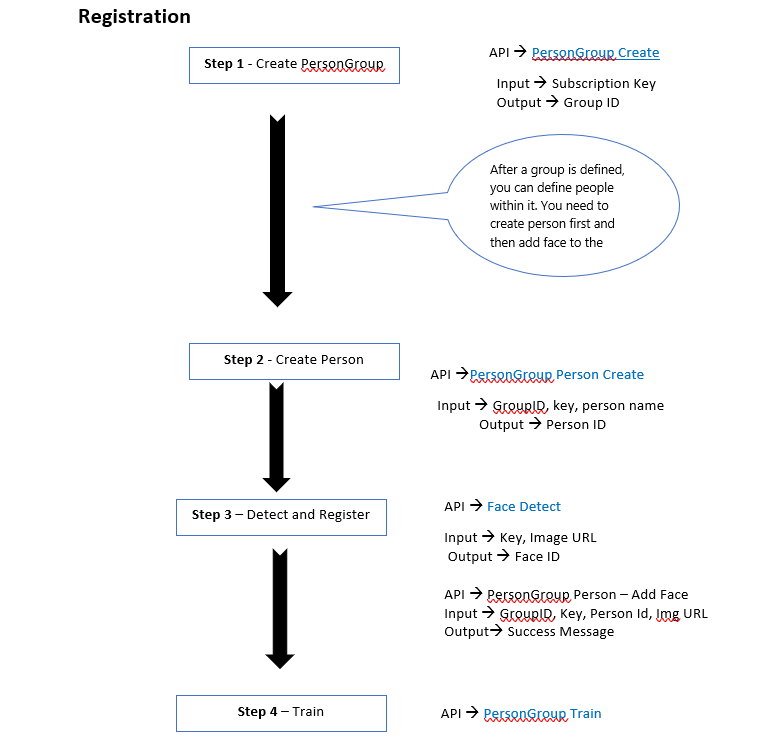 Registration
Step 1 - Create PersonGroup
API → PersonGroup Create
Input → Subscription Key
Output → Group ID
After a group is defined,
you can define people
within it. You need to
create person first and
then add face to the
Step 2 - Create Person
API →PersonGroup Person Create
Input → GroupID, key, person name
Output → Person ID
Step 3 – Detect and Register
API → Face Detect
Input → Key, Image URL
Output → Face ID
API → PersonGroup Person – Add Face
Input → GroupID, Key, Person Id, Img URL
Output→ Success Message
Step 4 – Train
API → PersonGroup Train